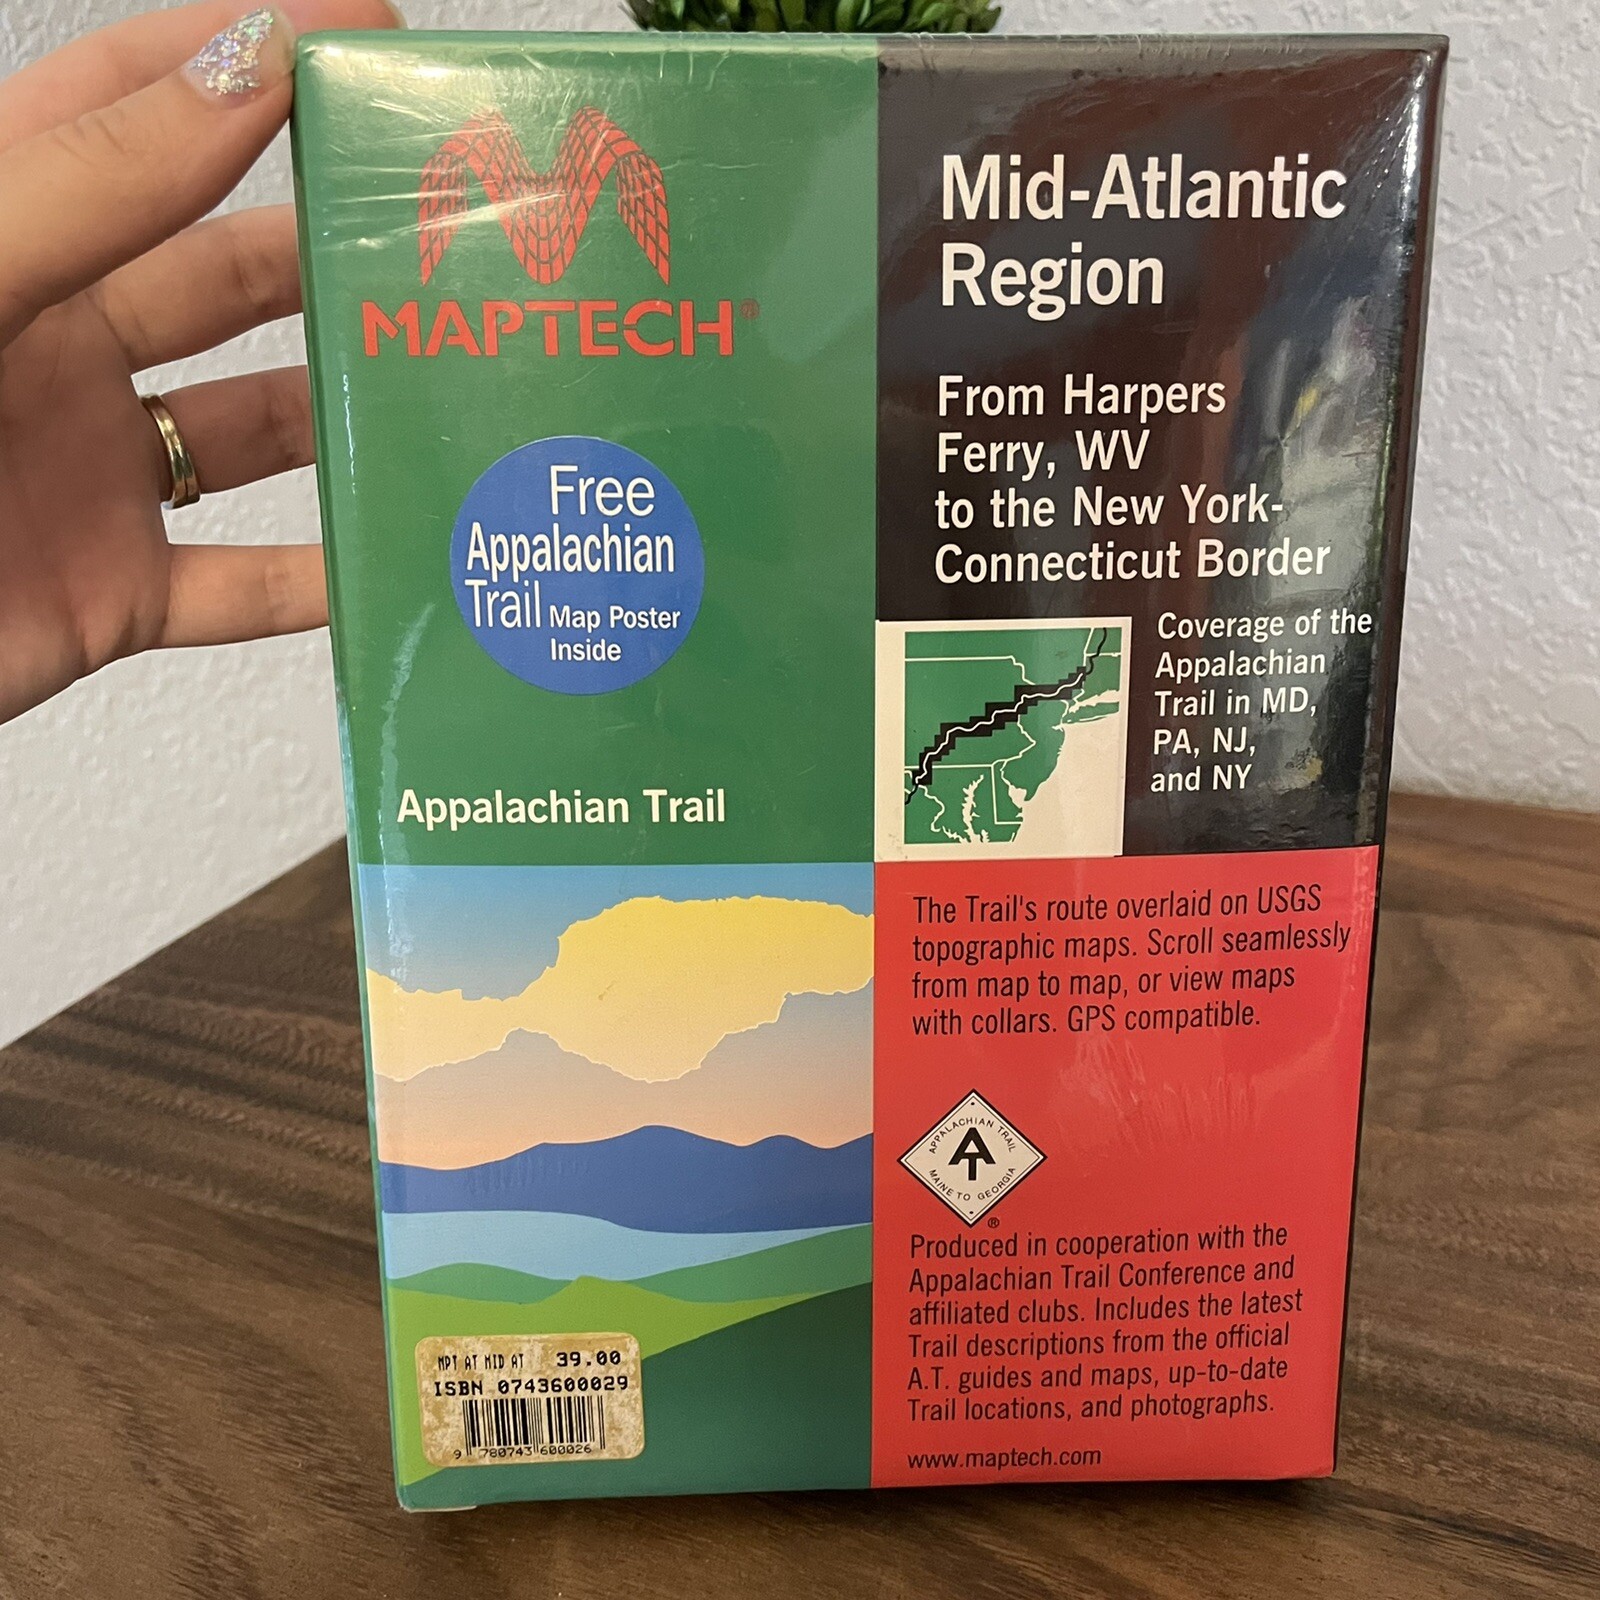 MAPTECH®
Free
Appalachian
Trail Map Poster
Inside
Appalachian Trail
MPT AT MID AT 39.00
ISBN 0743600029
9 780743 600026
Mid-Atlantic
Region
From Harpers
Ferry, WV
to the New York-
Connecticut Border
Coverage of the
Appalachian
Trail in MD,
PA, NJ,
and NY
The Trail's route overlaid on USGS
topographic maps. Scroll seamlessly
from map to map, or view maps
with collars. GPS compatible.
APPALACHIAN TRAIL
AT
MAINE TO GEORGIA
®
Produced in cooperation with the
Appalachian Trail Conference and
affiliated clubs. Includes the latest
Trail descriptions from the official
A.T. guides and maps, up-to-date
Trail locations, and photographs.
www.maptech.com